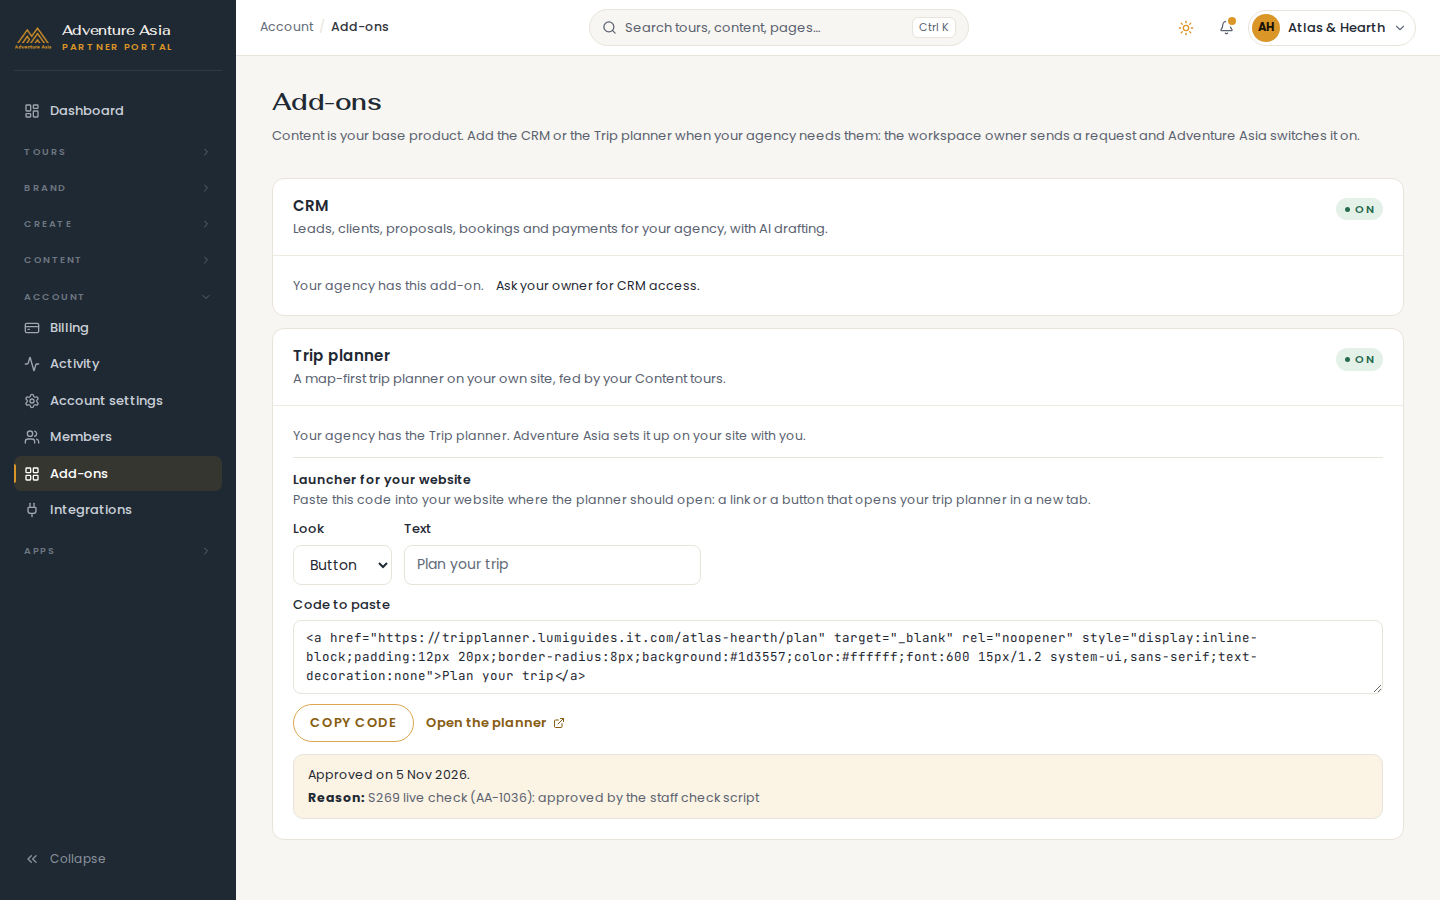 Adventure Asia
Adventure Asia
PARTNER PORTAL
Dashboard
TOURS
BRAND
CREATE
CONTENT
ACCOUNT
Billing
Activity
Account settings
Members
Add-ons
Integrations
APPS
Collapse
Account / Add-ons
Search tours, content, pages...
Ctrl K
AH
Atlas & Hearth
Add-ons
Content is your base product. Add the CRM or the Trip planner when your agency needs them: the workspace owner sends a request and Adventure Asia switches it on.
CRM
ON
Leads, clients, proposals, bookings and payments for your agency, with AI drafting.
Your agency has this add-on. Ask your owner for CRM access.
Trip planner
ON
A map-first trip planner on your own site, fed by your Content tours.
Your agency has the Trip planner. Adventure Asia sets it up on your site with you.
Launcher for your website
Paste this code into your website where the planner should open: a link or a button that opens your trip planner in a new tab.
Look
Text
Button
Plan your trip
Code to paste
<a href="https://tripplanner.lumiguides.it.com/atlas-hearth/plan" target="_blank" rel="noopener" style="display:inline-
block;padding:12px 20px;border-radius:8px;background:#1d3557;color:#ffffff;font:600 15px/1.2 system-ui,sans-serif;text-
decoration:none">Plan your trip</a>
COPY CODE
Open the planner
Approved on 5 Nov 2026.
Reason: S269 live check (AA-1036): approved by the staff check script